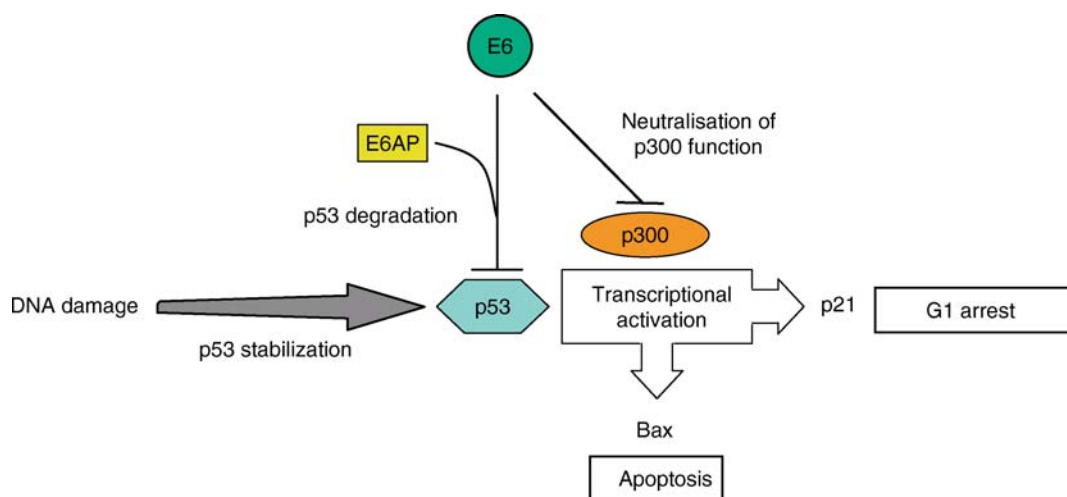 E6
Neutralisation of
p300 function
E6AP
p53 degradation
p300
DNA damage
p53
Transcriptional
activation
p21
G1 arrest
p53 stabilization
Bax
Apoptosis